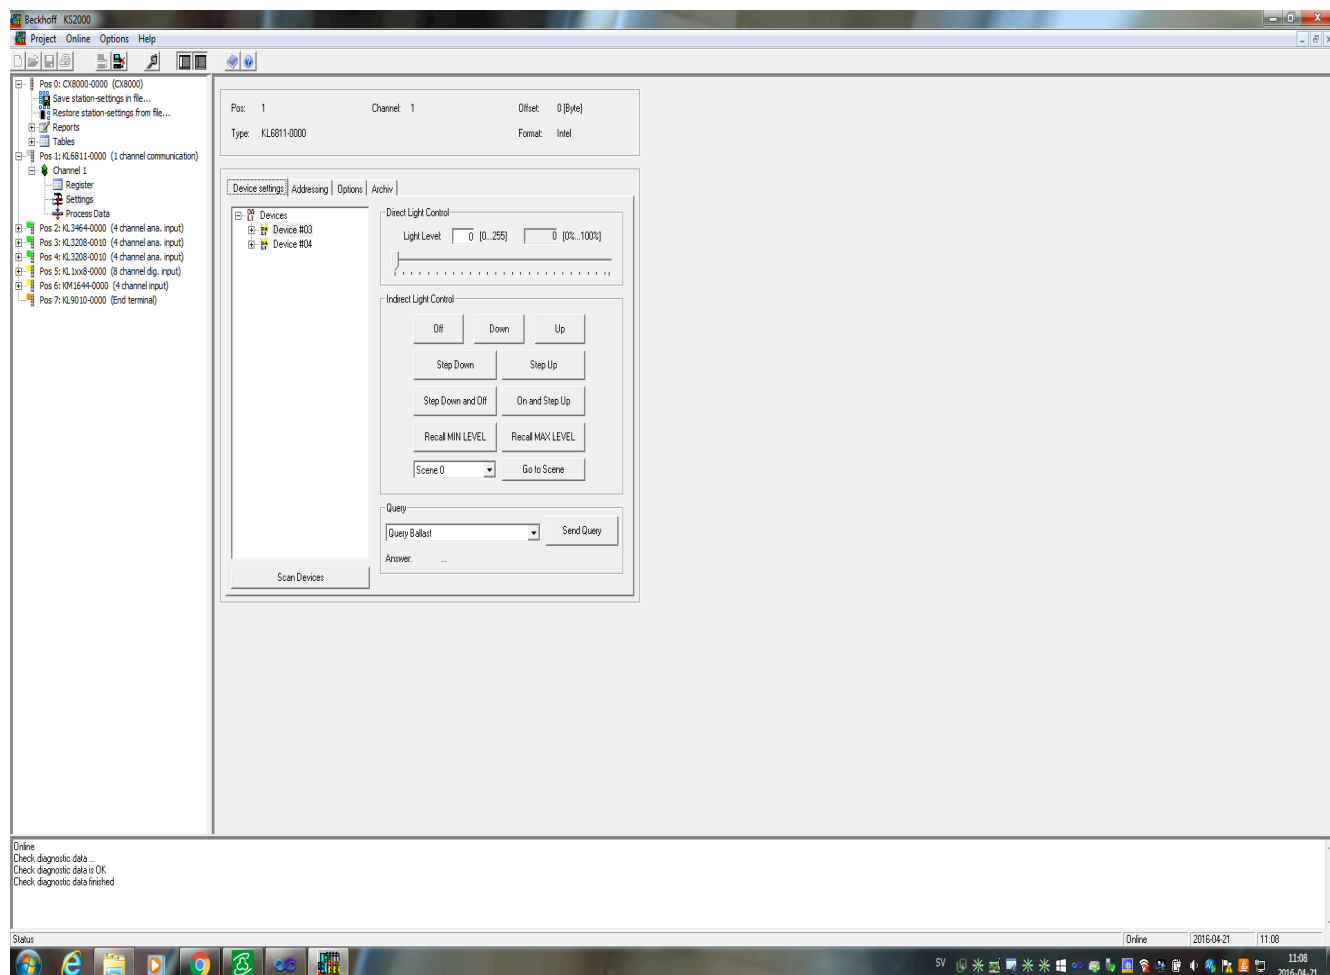 Beckhoff KS2000
Project Online Options Help
Pos 0: CX8000-0000 (CX8000)
Save station-settings in file...
Restore station-settings from file...
Reports
Tables
Pos 1: KL6811-0000 (1 channel communication)
Channel 1
Register
Settings
Process Data
Pos 2: KL3464-0000 (4 channel ana. input)
Pos 3: KL3208-0010 (4 channel ana. input)
Pos 4: KL3208-0010 (4 channel ana. input)
Pos 5: KL1xx8-0000 (8 channel dig. input)
Pos 6: KM1644-0000 (4 channel input)
Pos 7: KL9010-0000 (End terminal)
Pos: 1 Channel: 1 Offset: 0 [Byte]
Type: KL6811-0000 Format: Intel
Device settings Addressing Options Archiv
Devices
Device #03
Device #04
Scan Devices
Direct Light Control
Light Level: 0 [0...255] 0 [0%...100%]
Indirect Light Control
Off Down Up
Step Down Step Up
Step Down and Off On and Step Up
Recall MIN LEVEL Recall MAX LEVEL
Scene 0 Go to Scene
Query
Query Ballast Send Query
Answer: ...
Online
Check diagnostic data ...
Check diagnostic data is OK
Check diagnostic data finished
Status Online 2016-04-21 11:08
SV 11:08
2016-04-21